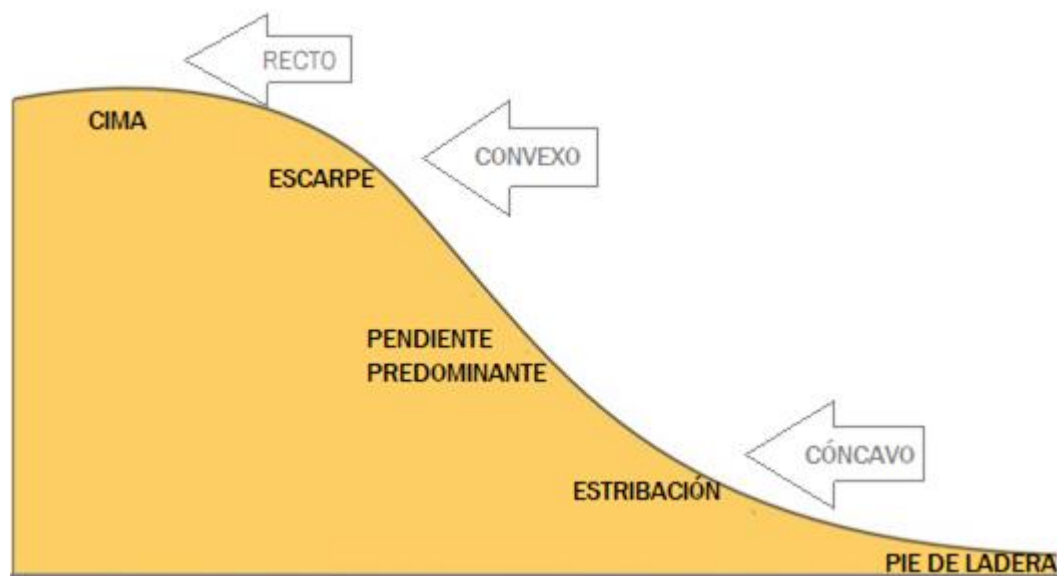 RECTO
CIMA
CONVEXO
ESCARPE
PENDIENTE
PREDOMINANTE
CÓNCAVO
ESTRIBACIÓN
PIE DE LADERA